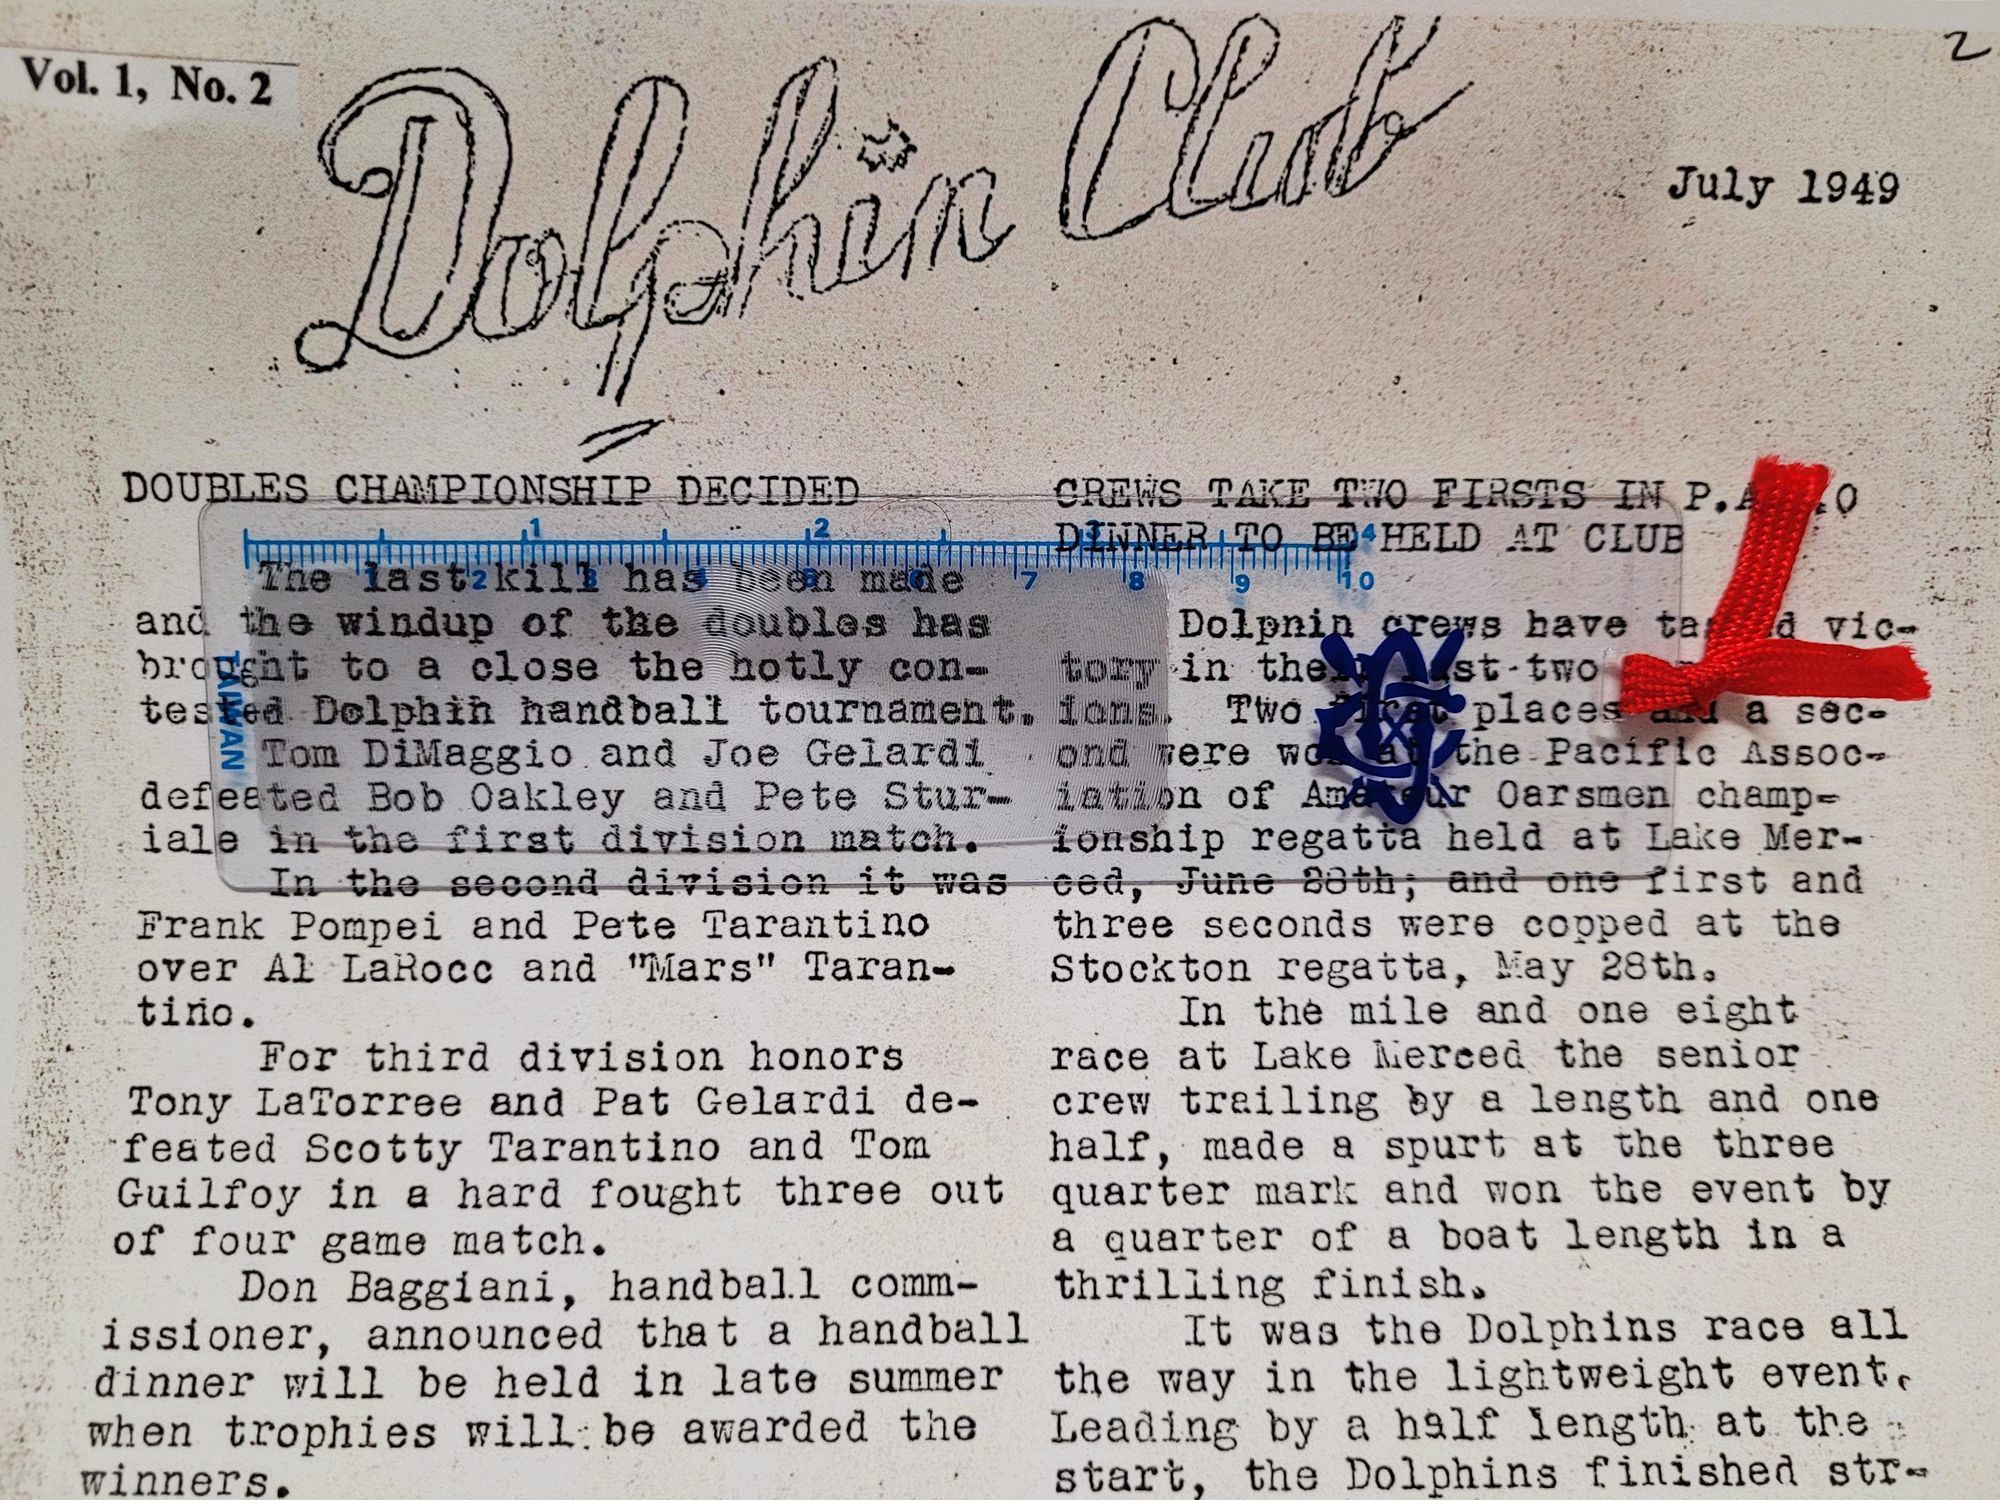 Vol. 1, No. 2
2
Dolphin Club
July 1949
DOUBLES CHAMPIONSHIP DECIDED
The last kill has been made
and the windup of the doubles has
brought to a close the hotly con-
tested Dolphin handball tournament.
Tom DiMaggio and Joe Gelardi
defeated Bob Oakley and Pete Stur-
iale in the first division match.
In the second division it was
Frank Pompei and Pete Tarantino
over Al LaRocc and "Mars" Taran-
tino.
For third division honors
Tony LaTorree and Pat Gelardi de-
feated Scotty Tarantino and Tom
Guilfoy in a hard fought three out
of four game match.
Don Baggiani, handball comm-
issioner, announced that a handball
dinner will be held in late summer
when trophies will be awarded the
winners.
CREWS TAKE TWO FIRSTS IN
DINNER TO BE HELD AT CLUB
Dolpnin crews have vic-
tory in last two
ions. Two first places and a sec-
ond were won at the Pacific Assoc-
iation of Amateur Oarsmen champ-
ionship regatta held at Lake Mer-
ced, June 28th; and one first and
three seconds were copped at the
Stockton regatta, May 28th.
In the mile and one eight
race at Lake Merced the senior
crew trailing by a length and one
half, made a spurt at the three
quarter mark and won the event by
a quarter of a boat length in a
thrilling finish.
It was the Dolphins race all
the way in the lightweight event.
Leading by a half length at the
start, the Dolphins finished str-
1 2 3 4
2 3 4 5 6 7 8 9 10
TAIWAN